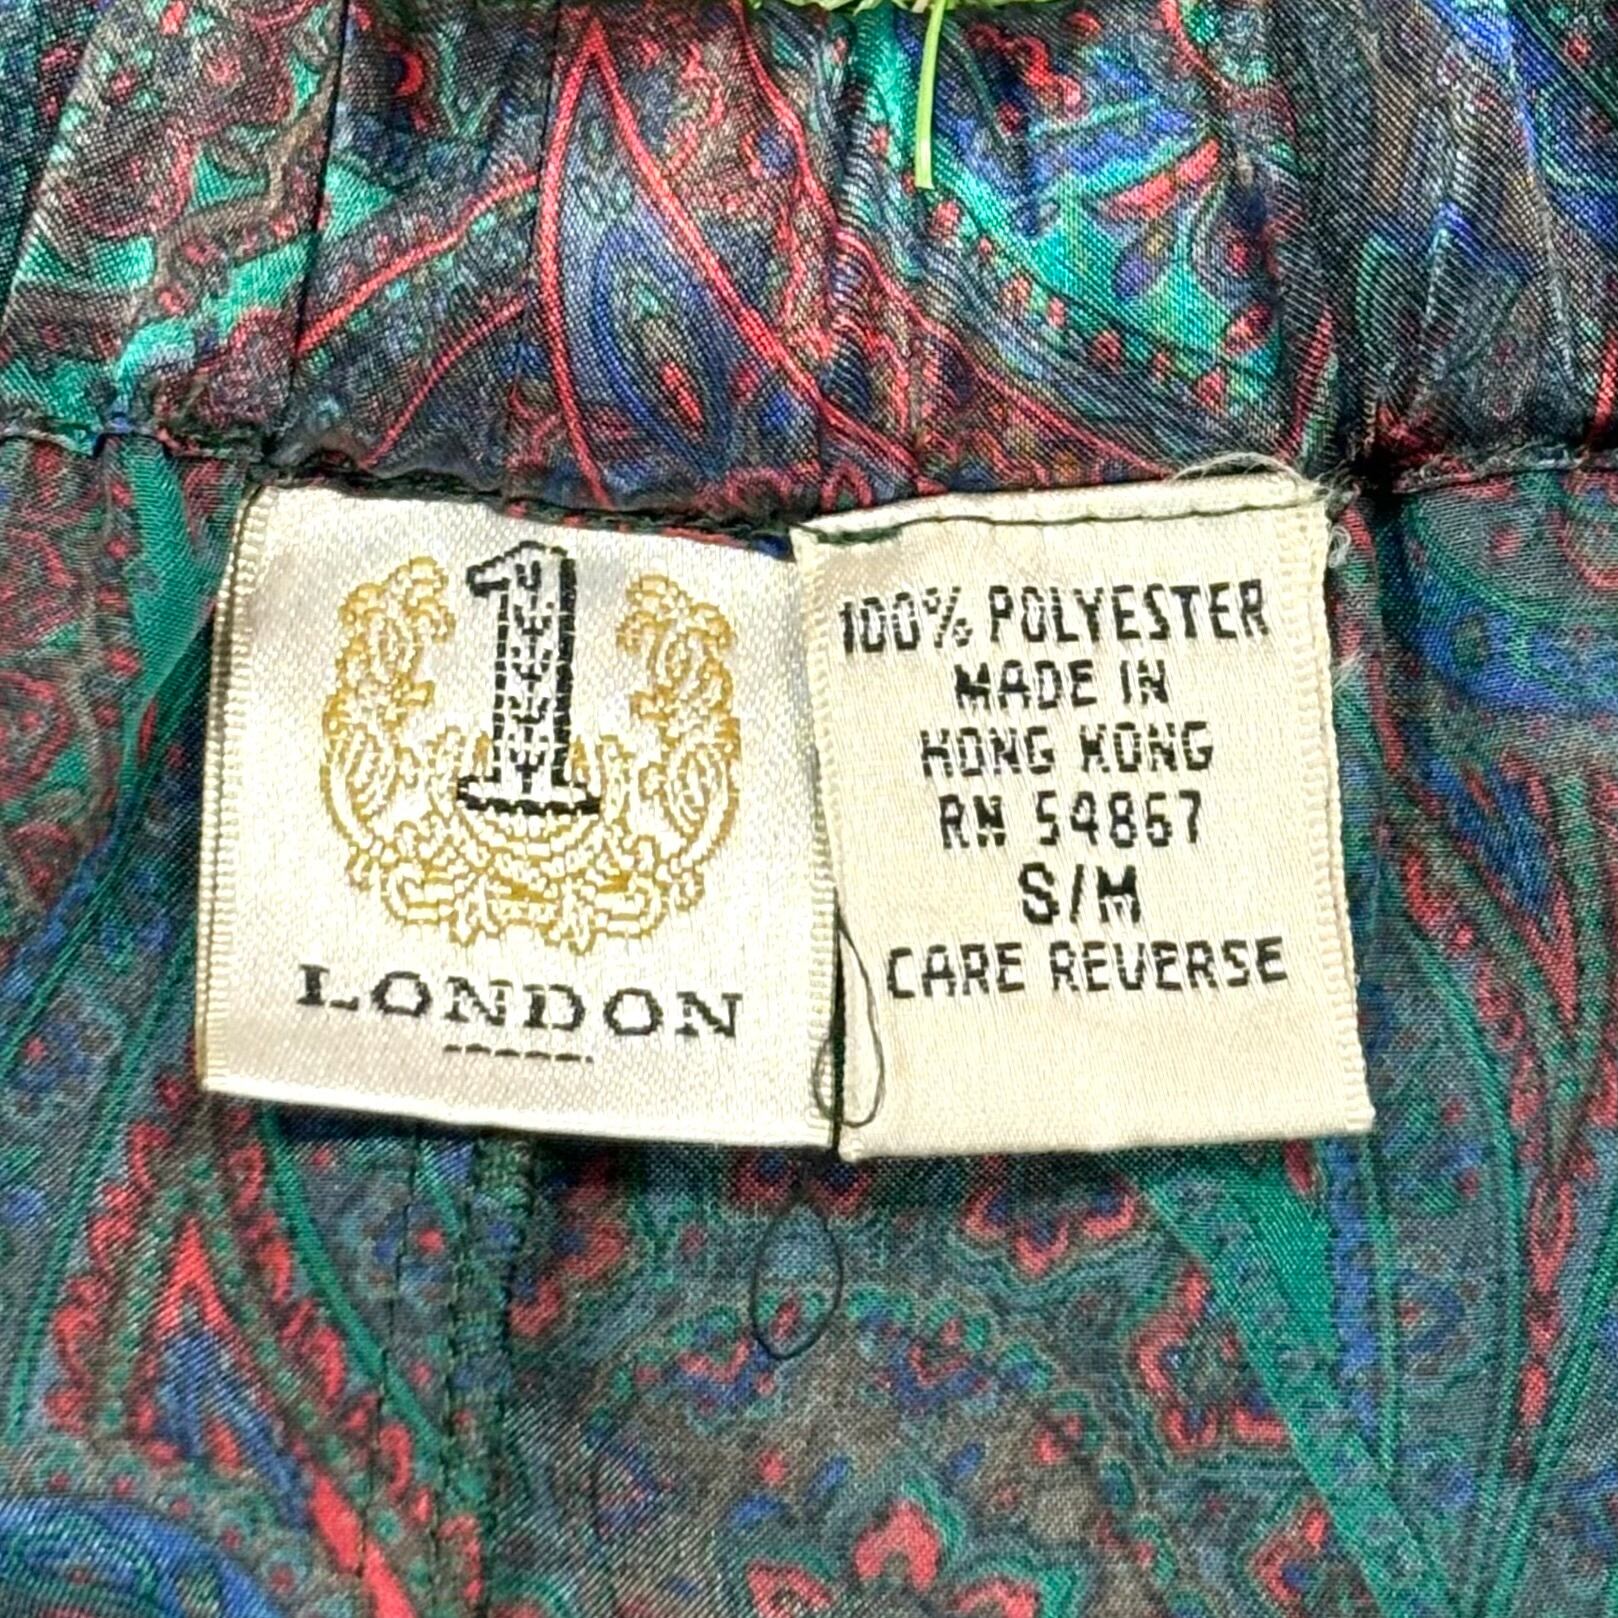 1
LONDON
100% POLYESTER
MADE IN
HONG KONG
RN 54867
S/M
CARE REVERSE